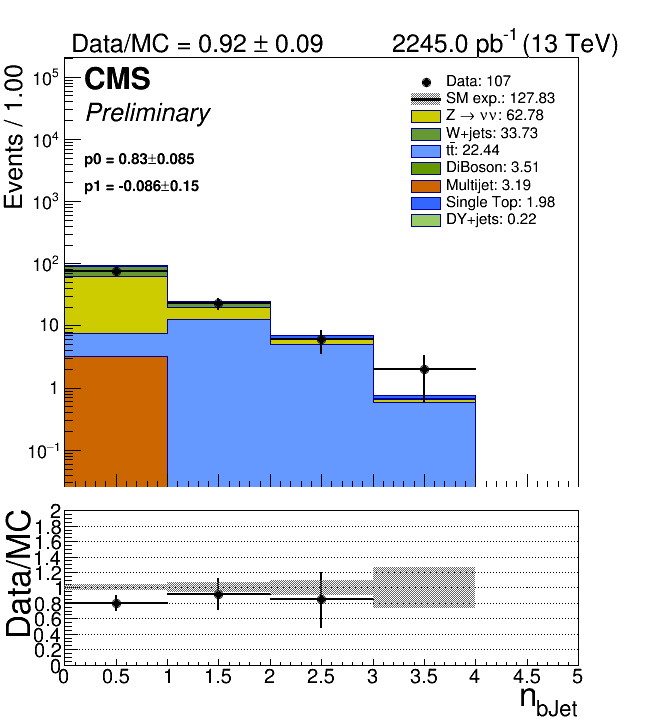 Data/MC = 0.92 ± 0.09 2245.0 pb⁻¹ (13 TeV)
Events / 1.00
CMS
Preliminary
p0 = 0.83±0.085
p1 = -0.086±0.15
Data: 107
SM exp.: 127.83
Z → νν: 62.78
W+jets: 33.73
tt̄: 22.44
DiBoson: 3.51
Multijet: 3.19
Single Top: 1.98
DY+jets: 0.22
10⁵
10⁴
10³
10²
10
1
10⁻¹
Data/MC
2
1.8
1.6
1.4
1.2
1
0.8
0.6
0.4
0.2
0
0 0.5 1 1.5 2 2.5 3 3.5 4 4.5 5
n_bJet